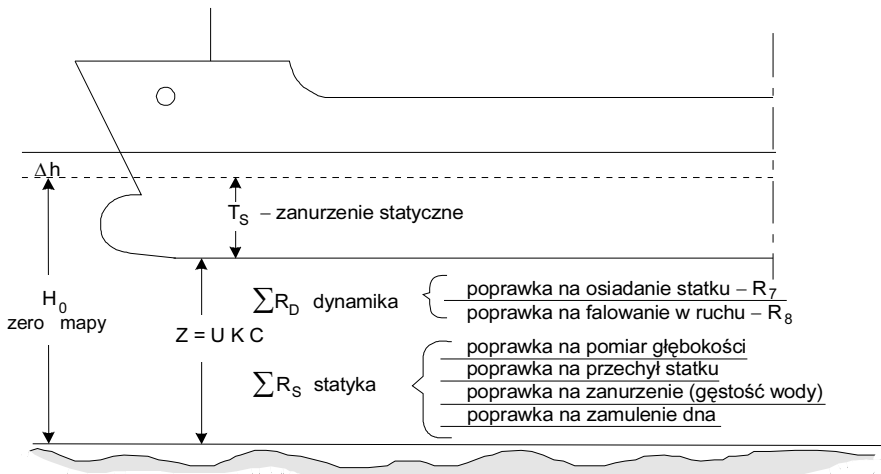 Δh
T_S – zanurzenie statyczne
H_0
zero mapy
Z = U K C
∑R_D dynamika
poprawka na osiadanie statku – R_7
poprawka na falowanie w ruchu – R_8
∑R_S statyka
poprawka na pomiar głębokości
poprawka na przechył statku
poprawka na zanurzenie (gęstość wody)
poprawka na zamulenie dna